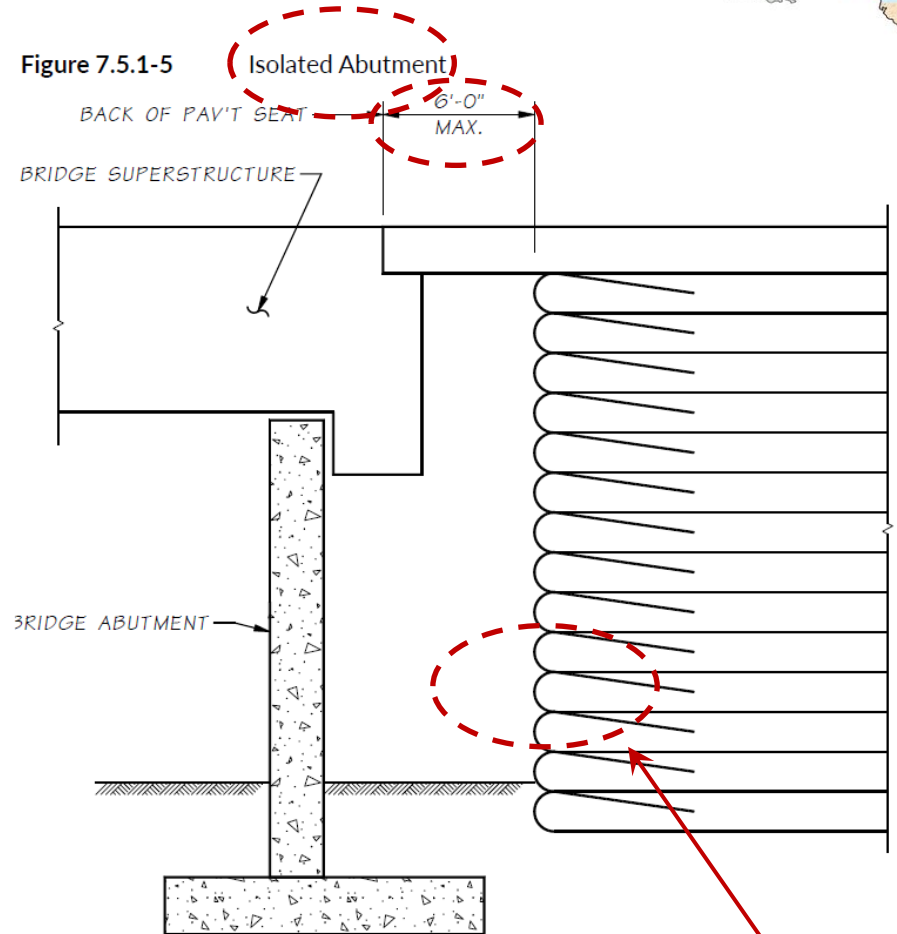 Figure 7.5.1-5 Isolated Abutment
BACK OF PAV'T SEAT
6'-0"
MAX.
BRIDGE SUPERSTRUCTURE
BRIDGE ABUTMENT